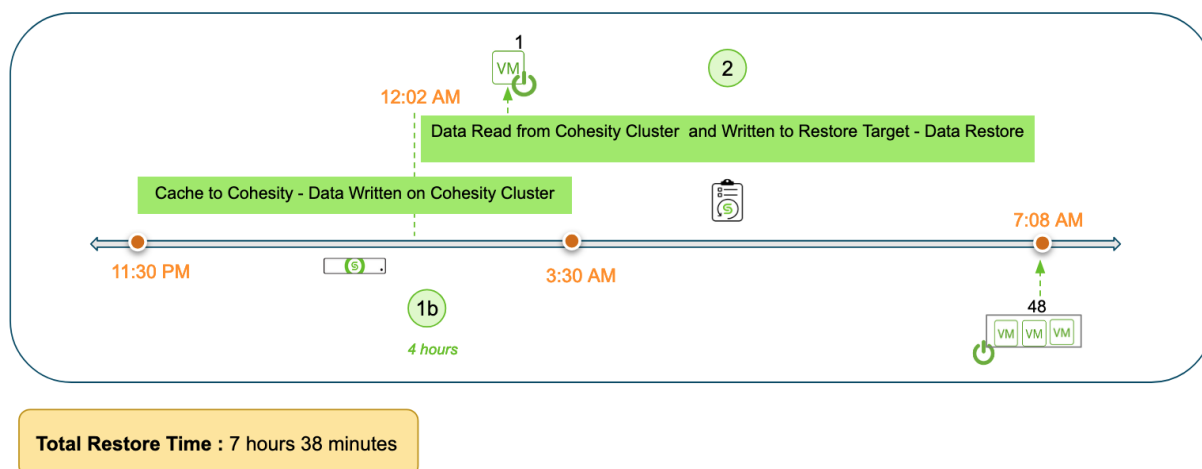 1
VM
2
12:02 AM
Data Read from Cohesity Cluster and Written to Restore Target - Data Restore
Cache to Cohesity - Data Written on Cohesity Cluster
7:08 AM
11:30 PM
3:30 AM
1b
48
VM VM VM
4 hours
Total Restore Time : 7 hours 38 minutes